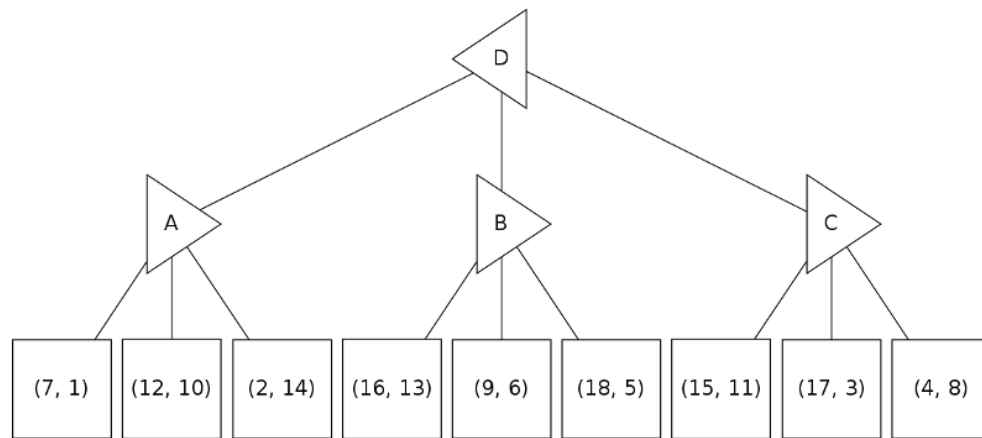 D
A B C
(7, 1) (12, 10) (2, 14) (16, 13) (9, 6) (18, 5) (15, 11) (17, 3) (4, 8)